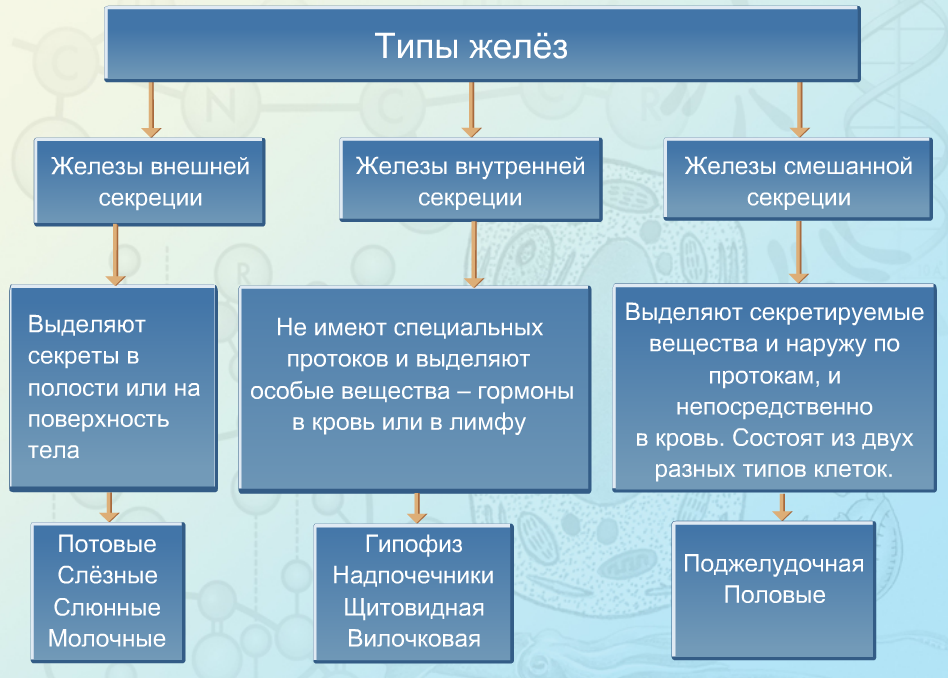 Типы желёз
Железы внешней
секреции
Железы внутренней
секреции
Железы смешанной
секреции
Выделяют
секреты в
полости или на
поверхность
тела
Не имеют специальных
протоков и выделяют
особые вещества – гормоны
в кровь или в лимфу
Выделяют секретируемые
вещества и наружу по
протокам, и
непосредственно
в кровь. Состоят из двух
разных типов клеток.
Потовые
Слёзные
Слюнные
Молочные
Гипофиз
Надпочечники
Щитовидная
Вилочковая
Поджелудочная
Половые
C
N
C
R
R